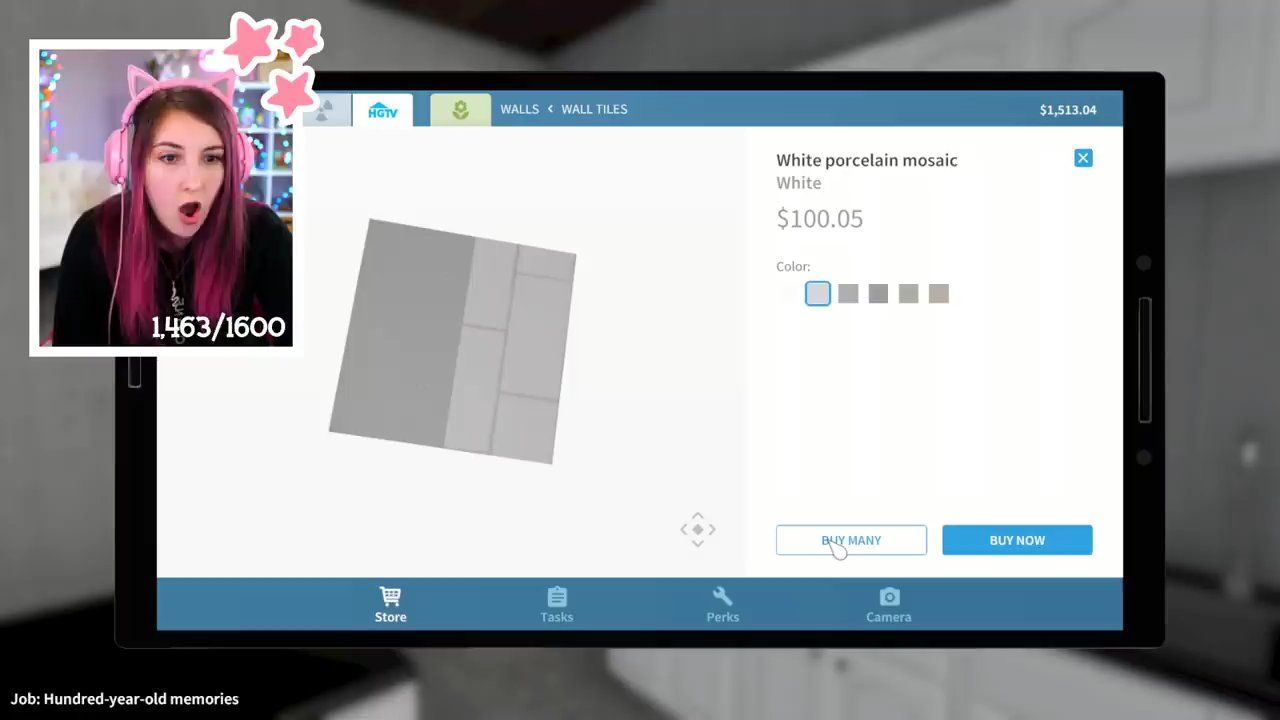 HGTV
WALLS < WALL TILES
$1,513.04
White porcelain mosaic
White
$100.05
Color:
1,463/1600
BUY MANY
BUY NOW
Store
Tasks
Perks
Camera
Job: Hundred-year-old memories